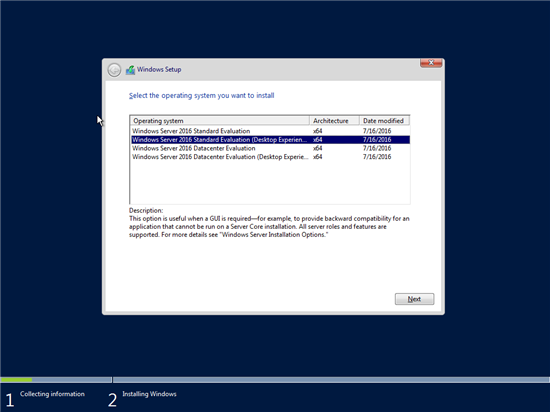 Windows Setup
Select the operating system you want to install
Operating system Architecture Date modified
Windows Server 2016 Standard Evaluation x64 7/16/2016
Windows Server 2016 Standard Evaluation (Desktop Experien... x64 7/16/2016
Windows Server 2016 Datacenter Evaluation x64 7/16/2016
Windows Server 2016 Datacenter Evaluation (Desktop Experie... x64 7/16/2016
Description:
This option is useful when a GUI is required—for example, to provide backward compatibility for an
application that cannot be run on a Server Core installation. All server roles and features are
supported. For more details see "Windows Server Installation Options."
Next
1 Collecting information 2 Installing Windows